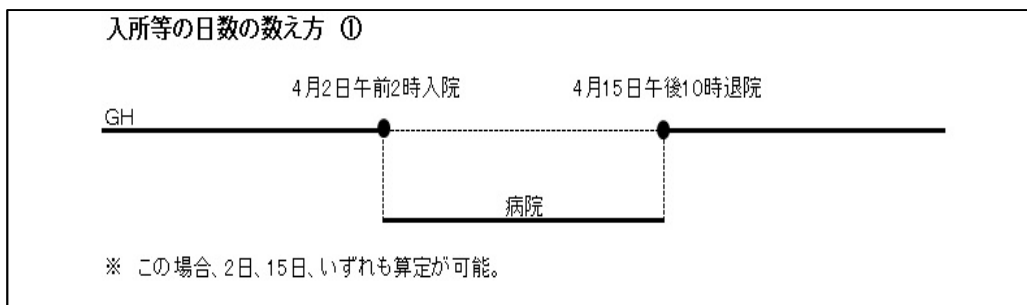 入所等の日数の数え方 ①
4月2日午前2時入院 4月15日午後10時退院
GH
病院
※ この場合、2日、15日、いずれも算定が可能。